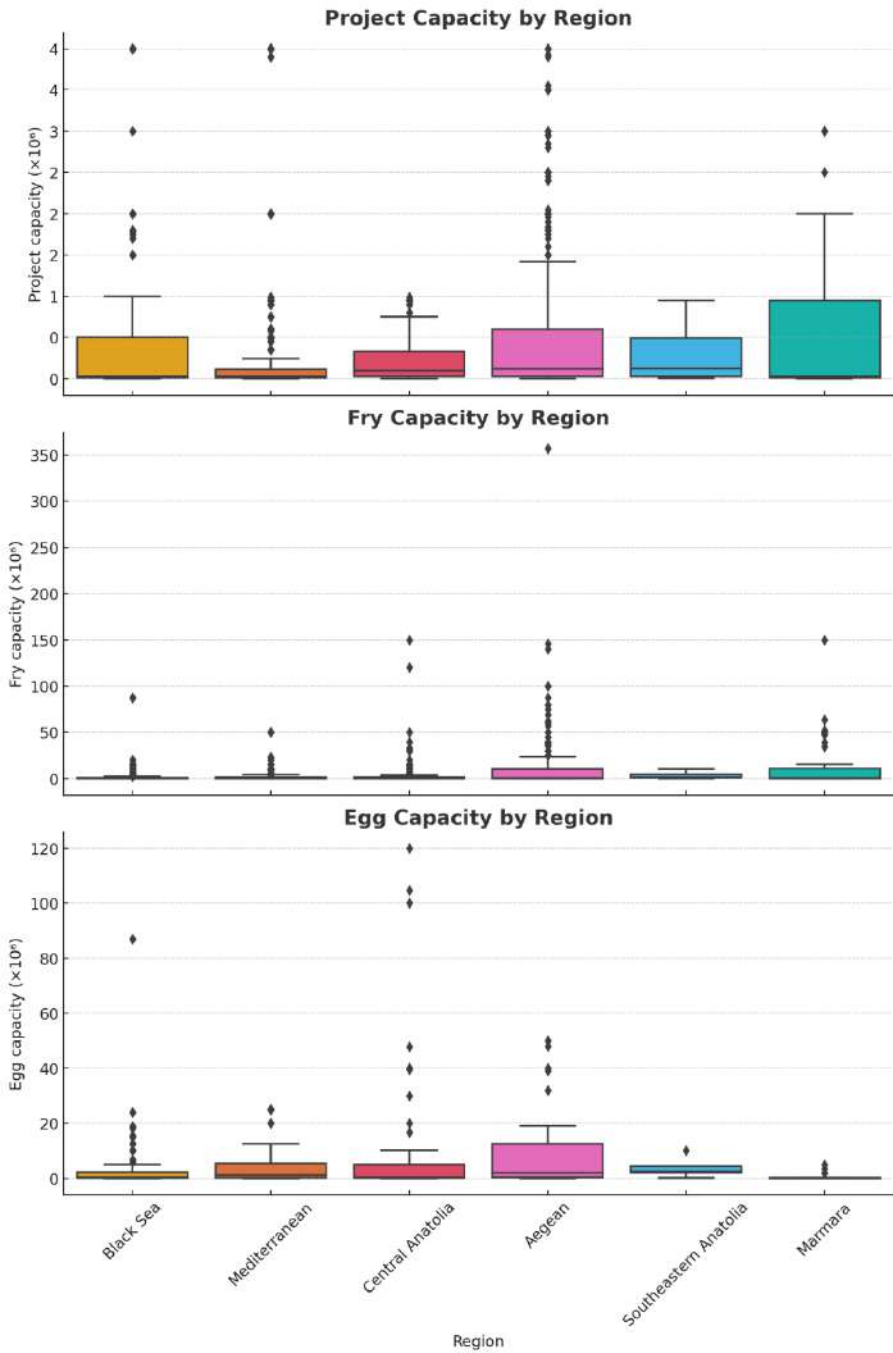 Project Capacity by Region
4
4
3
2
2
2
1
0
0
Project capacity (×10⁶)
Fry Capacity by Region
350
300
250
200
150
100
50
0
Fry capacity (×10⁶)
Egg Capacity by Region
120
100
80
60
40
20
0
Egg capacity (×10⁶)
Black Sea
Mediterranean
Central Anatolia
Aegean
Southeastern Anatolia
Marmara
Region